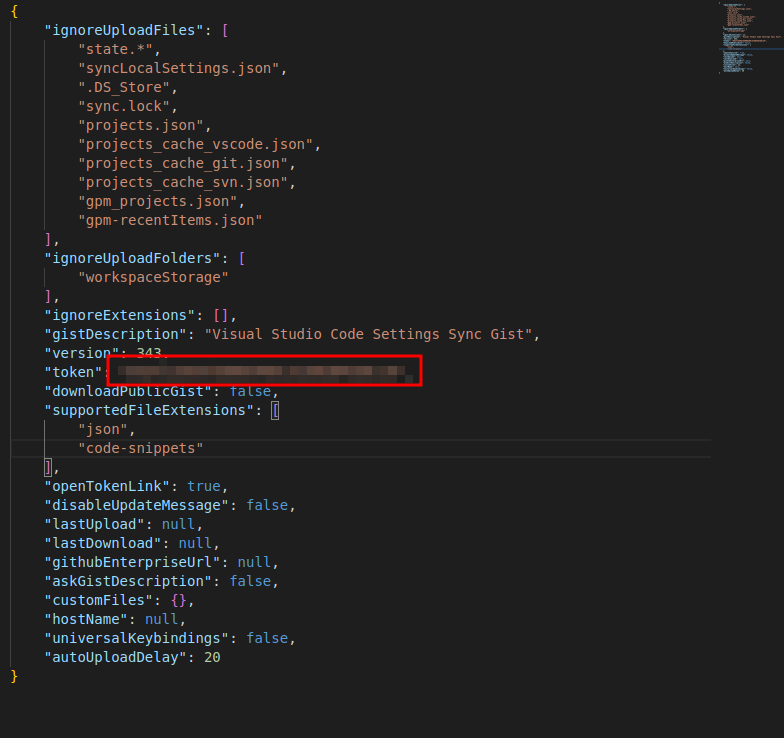 {
"ignoreUploadFiles": [
"state.*",
"syncLocalSettings.json",
".DS_Store",
"sync.lock",
"projects.json",
"projects_cache_vscode.json",
"projects_cache_git.json",
"projects_cache_svn.json",
"gpm_projects.json",
"gpm-recentItems.json"
],
"ignoreUploadFolders": [
"workspaceStorage"
],
"ignoreExtensions": [],
"gistDescription": "Visual Studio Code Settings Sync Gist",
"version": 343,
"token":
"downloadPublicGist": false,
"supportedFileExtensions": [
"json",
"code-snippets"
],
"openTokenLink": true,
"disableUpdateMessage": false,
"lastUpload": null,
"lastDownload": null,
"githubEnterpriseUrl": null,
"askGistDescription": false,
"customFiles": {},
"hostName": null,
"universalKeybindings": false,
"autoUploadDelay": 20
}